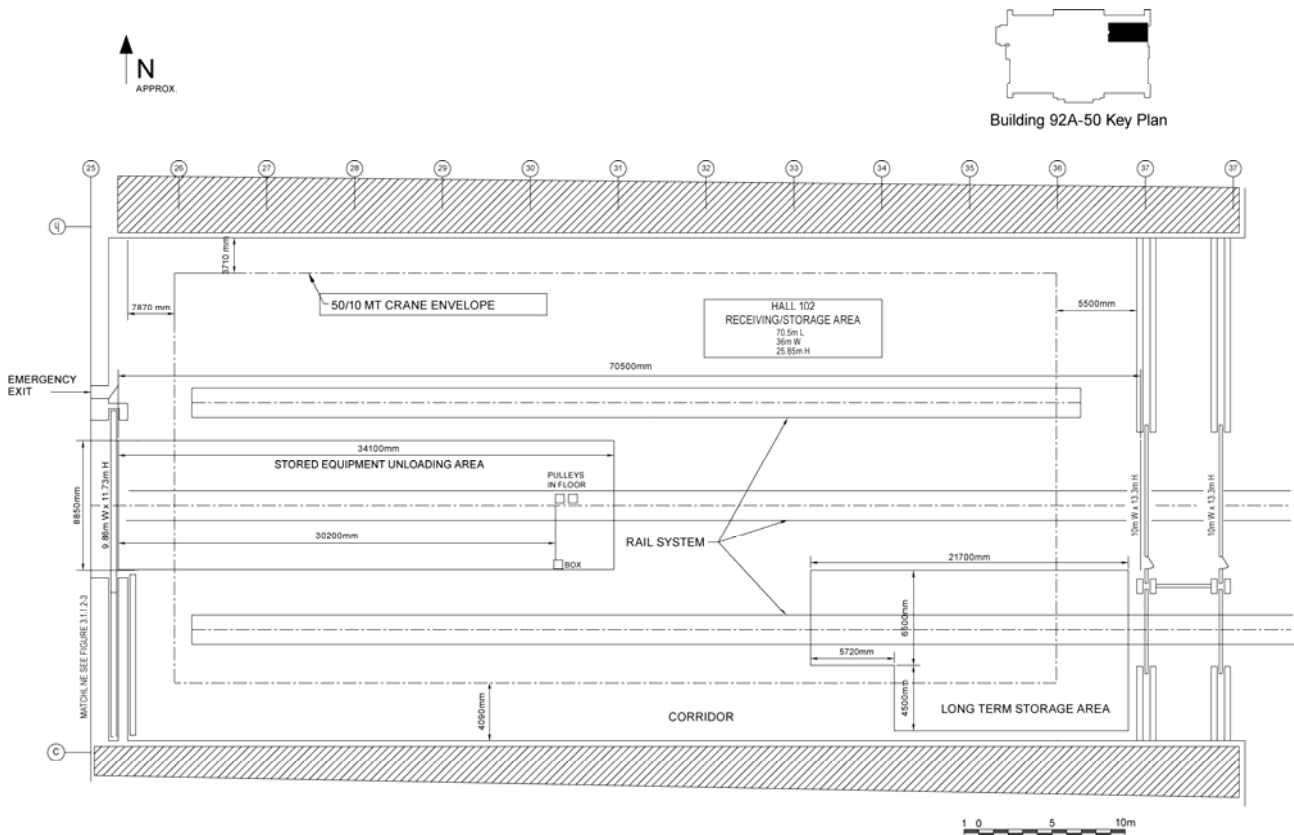 N
APPROX.
Building 92A-50 Key Plan
25
26
27
28
29
30
31
32
33
34
35
36
37
37
Ц
3710 mm
7870 mm
50/10 MT CRANE ENVELOPE
HALL 102
RECEIVING/STORAGE AREA
70.5m L
36m W
25.85m H
5500mm
70500mm
EMERGENCY
EXIT
34100mm
STORED EQUIPMENT UNLOADING AREA
8850mm
9.86m W x 11.73m H
PULLEYS
IN FLOOR
10m W x 13.3m H
10m W x 13.3m H
30200mm
RAIL SYSTEM
BOX
21700mm
6500mm
MATCHLINE SEE FIGURE 3.1.1.2-3
5720mm
4500mm
4090mm
CORRIDOR
LONG TERM STORAGE AREA
C
1 0 5 10m